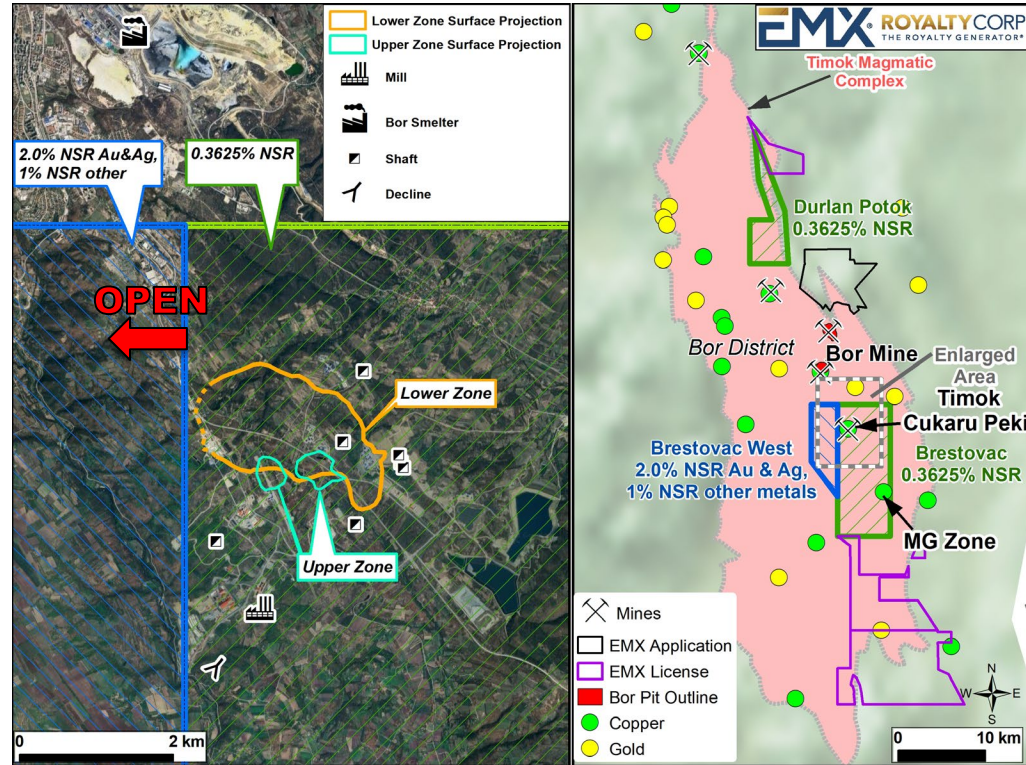 Lower Zone Surface Projection
Upper Zone Surface Projection
Mill
Bor Smelter
Shaft
Decline
2.0% NSR Au&Ag,
1% NSR other
0.3625% NSR
OPEN
Lower Zone
Upper Zone
0 2 km
EMX® ROYALTYCORP
THE ROYALTY GENERATOR®
Timok Magmatic
Complex
Durlan Potok
0.3625% NSR
Bor District
Bor Mine
Enlarged
Area
Timok
Cukaru Peki
Brestovac West
2.0% NSR Au & Ag,
1% NSR other metals
Brestovac
0.3625% NSR
MG Zone
Mines
EMX Application
EMX License
Bor Pit Outline
Copper
Gold
N
W E
S
0 10 km